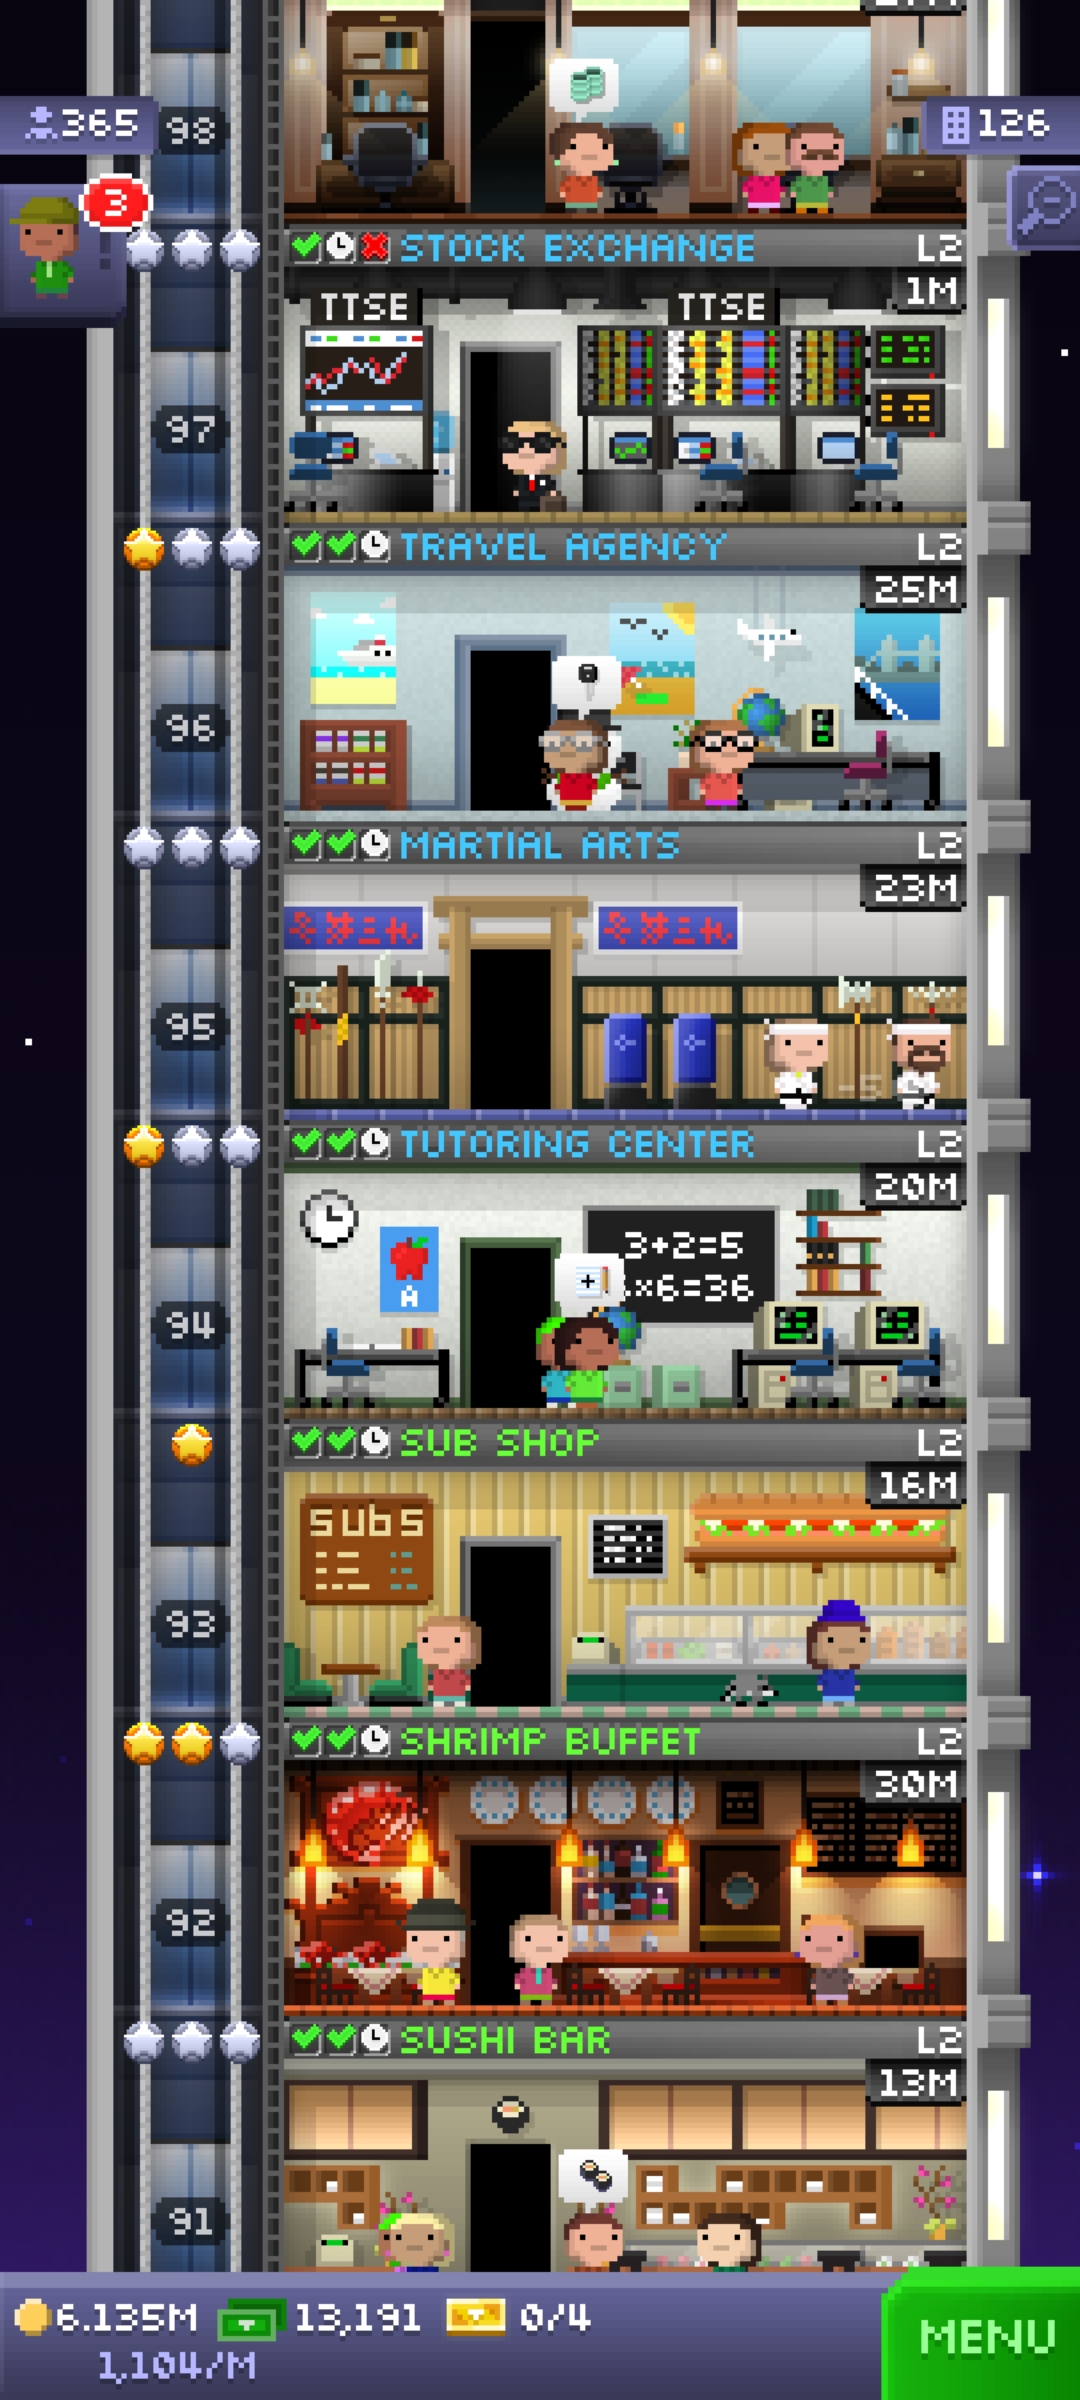 365
98
126
3
STOCK EXCHANGE L2
1M
TTSE TTSE
97
TRAVEL AGENCY L2
25M
96
MARTIAL ARTS L2
23M
95
-5
TUTORING CENTER L2
20M
3+2=5
×6=36
A
94
SUB SHOP L2
16M
subs
93
SHRIMP BUFFET L2
30M
92
SUSHI BAR L2
13M
91
6.135M 13,191 0/4
1,104/M
MENU